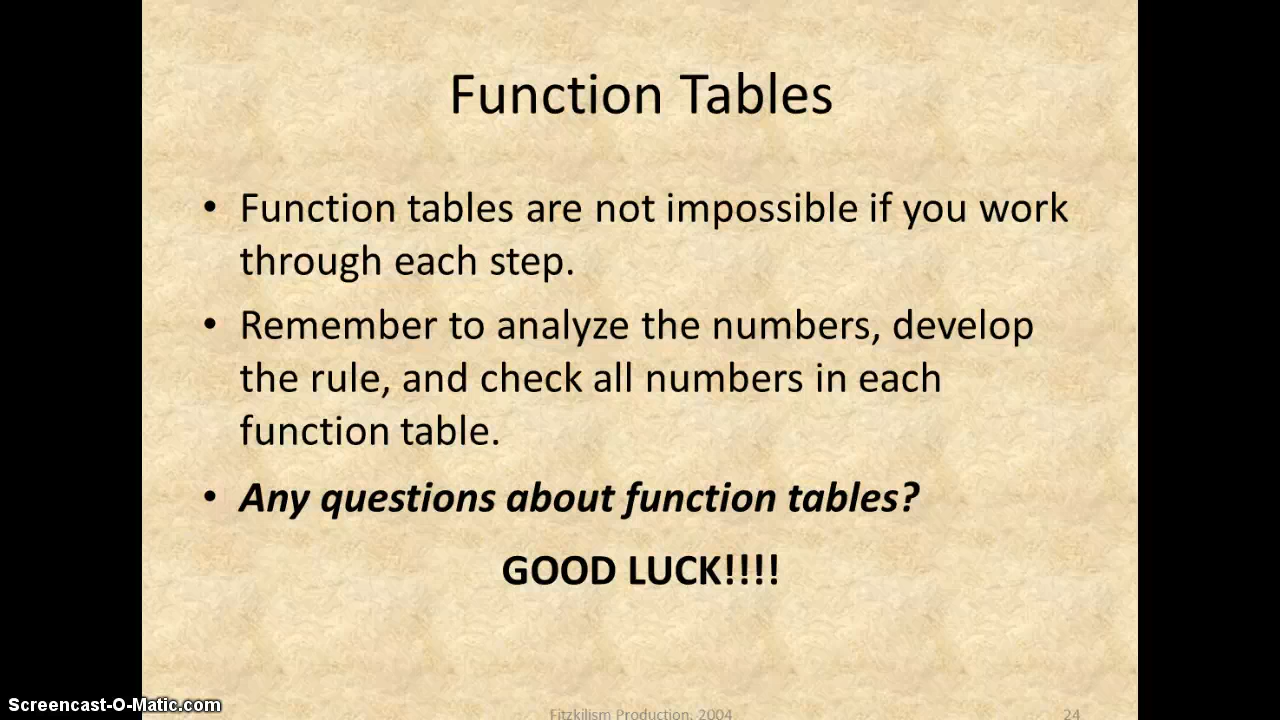 Function Tables
• Function tables are not impossible if you work
through each step.
• Remember to analyze the numbers, develop
the rule, and check all numbers in each
function table.
• Any questions about function tables?
GOOD LUCK!!!!
Screencast-O-Matic.com
Fitzkilism Production, 2004
24